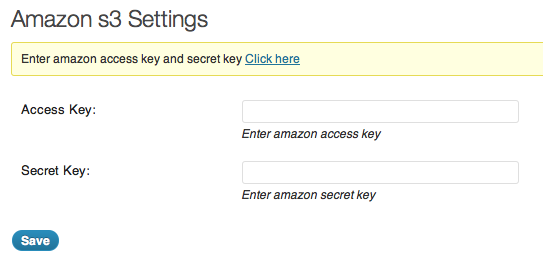 Amazon s3 Settings
Enter amazon access key and secret key Click here
Access Key:
Enter amazon access key
Secret Key:
Enter amazon secret key
Save